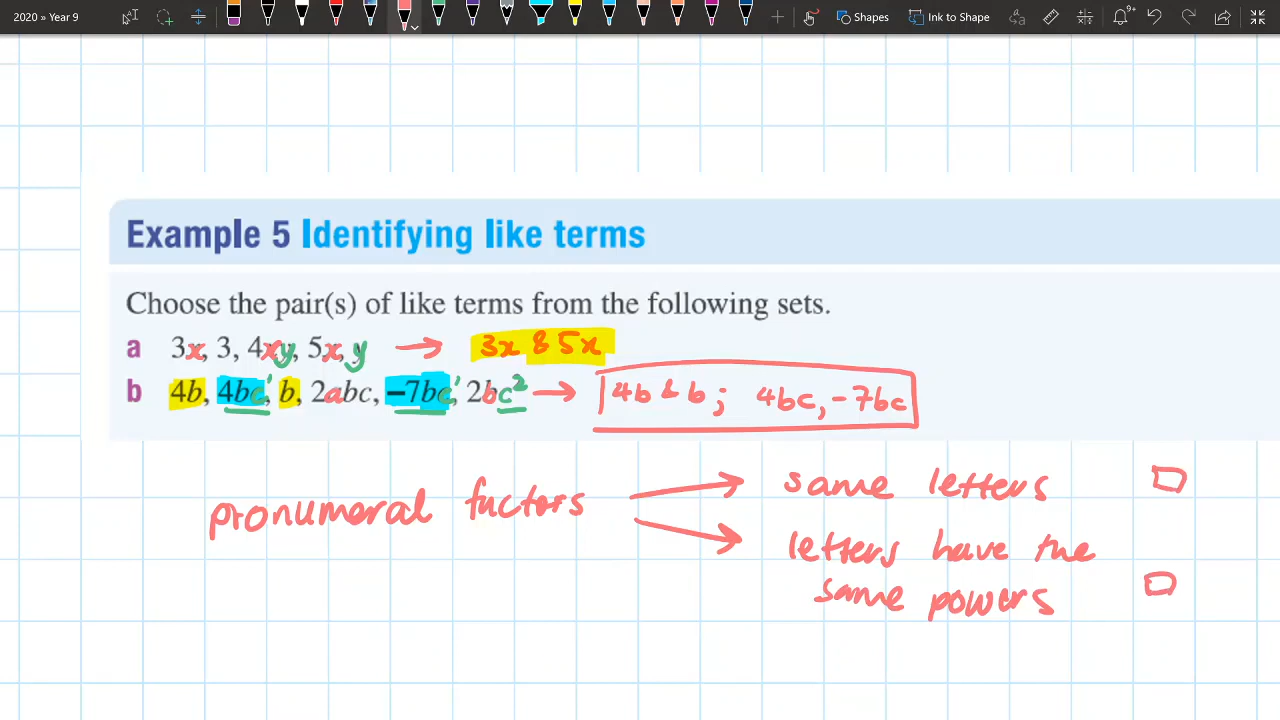 2020 » Year 9
Shapes
Ink to Shape
9+
Example 5 Identifying like terms
Choose the pair(s) of like terms from the following sets.
a 3x, 3, 4xy, 5x, y → 3x & 5x
b 4b, 4bc', b, 2abc, −7bc', 2bc² → 4b & b; 4bc, -7bc
pronumeral factors → same letters
→ letters have the
same powers